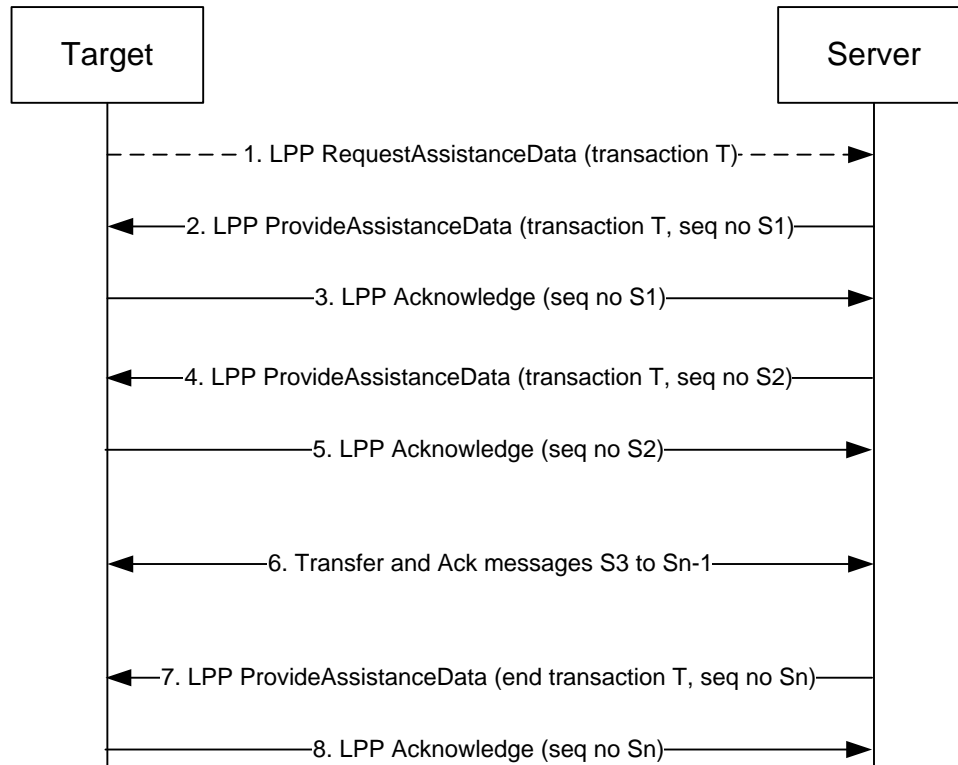 Target
Server
1. LPP RequestAssistanceData (transaction T)
2. LPP ProvideAssistanceData (transaction T, seq no S1)
3. LPP Acknowledge (seq no S1)
4. LPP ProvideAssistanceData (transaction T, seq no S2)
5. LPP Acknowledge (seq no S2)
6. Transfer and Ack messages S3 to Sn-1
7. LPP ProvideAssistanceData (end transaction T, seq no Sn)
8. LPP Acknowledge (seq no Sn)